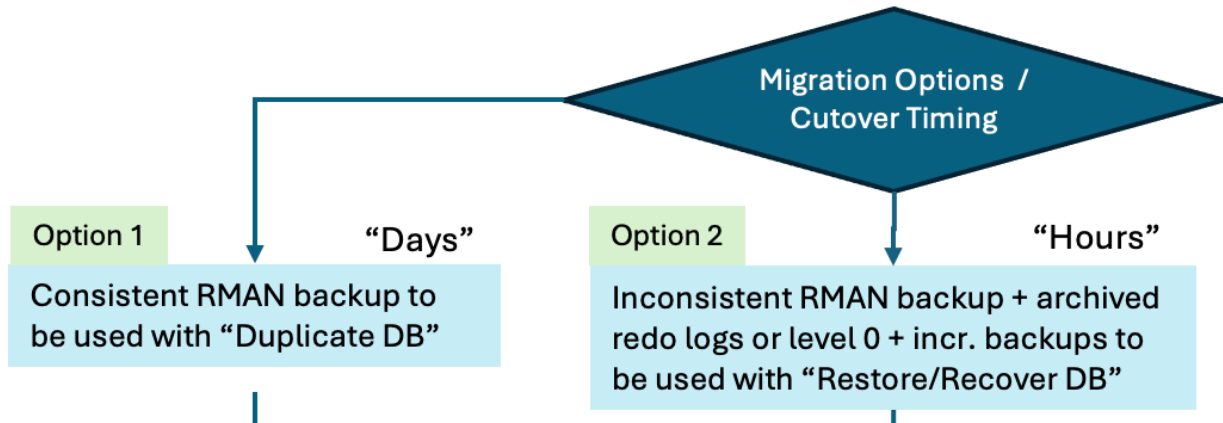 Migration Options /
Cutover Timing
Option 1
“Days”
Consistent RMAN backup to
be used with “Duplicate DB”
Option 2
“Hours”
Inconsistent RMAN backup + archived
redo logs or level 0 + incr. backups to
be used with “Restore/Recover DB”